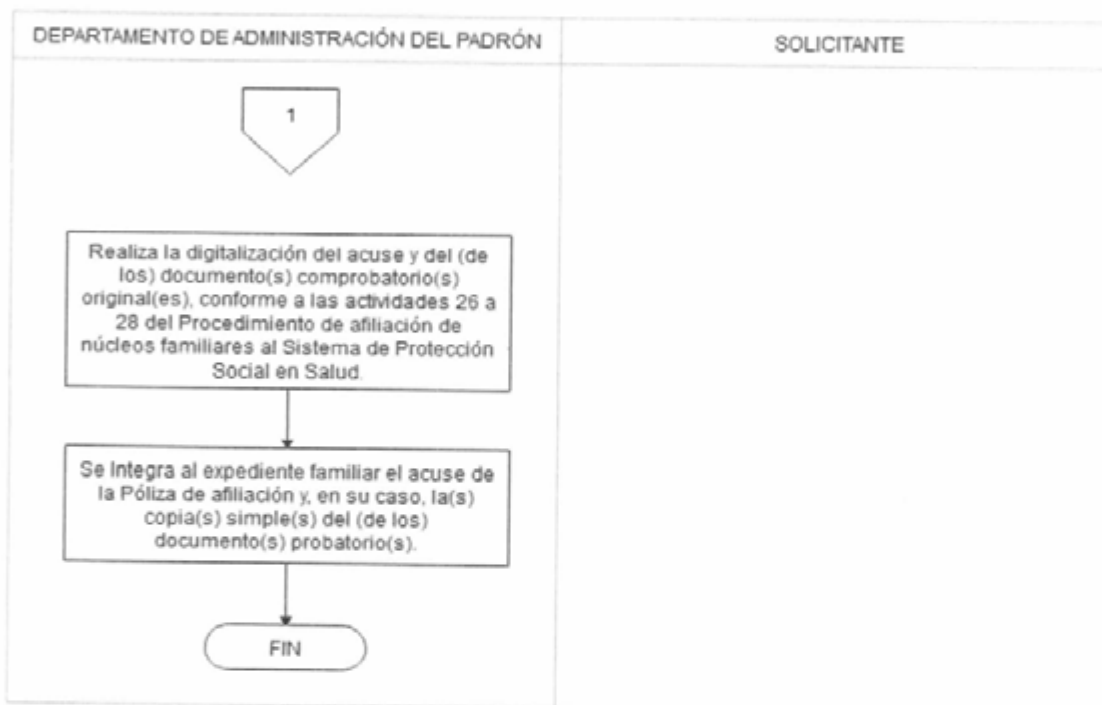 DEPARTAMENTO DE ADMINISTRACIÓN DEL PADRÓN
SOLICITANTE
1
Realiza la digitalización del acuse y del (de
los) documento(s) comprobatorio(s)
original(es), conforme a las actividades 26 a
28 del Procedimiento de afiliación de
núcleos familiares al Sistema de Protección
Social en Salud.
Se Integra al expediente familiar el acuse de
la Póliza de afiliación y, en su caso, la(s)
copia(s) simple(s) del (de los)
documento(s) probatorio(s).
FIN